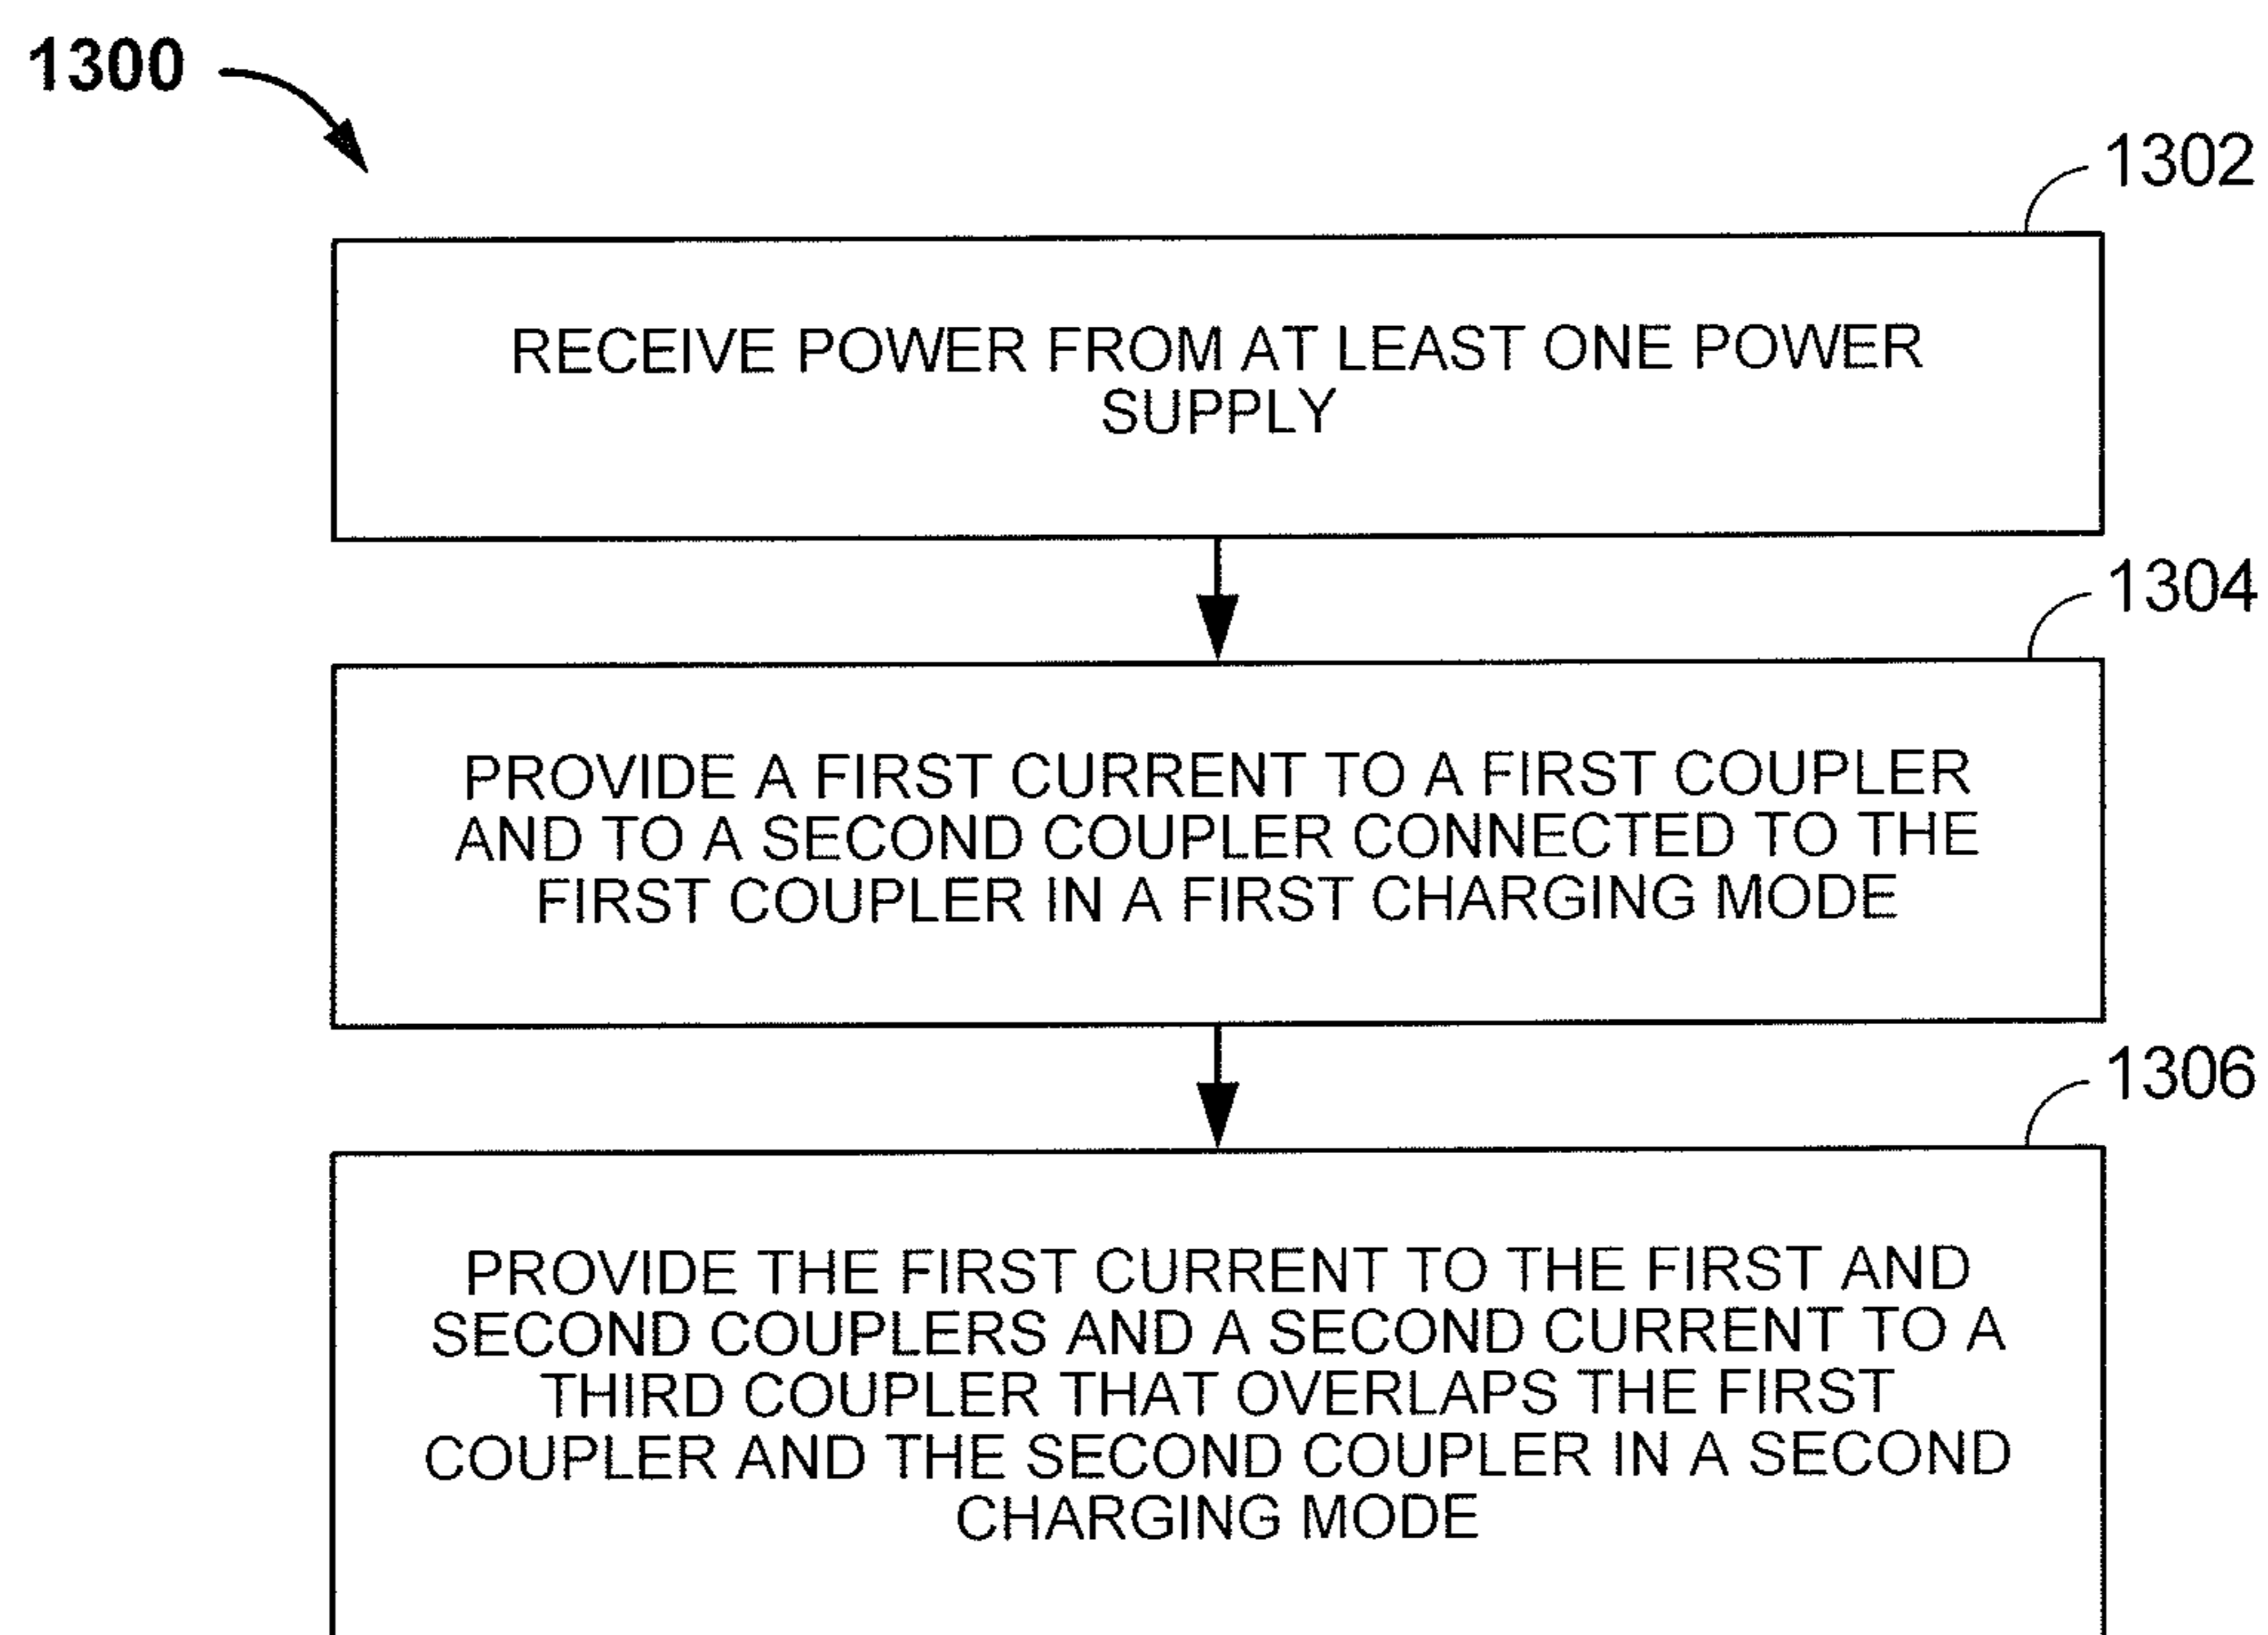 1300
1302
RECEIVE POWER FROM AT LEAST ONE POWER
SUPPLY
1304
PROVIDE A FIRST CURRENT TO A FIRST COUPLER
AND TO A SECOND COUPLER CONNECTED TO THE
FIRST COUPLER IN A FIRST CHARGING MODE
1306
PROVIDE THE FIRST CURRENT TO THE FIRST AND
SECOND COUPLERS AND A SECOND CURRENT TO A
THIRD COUPLER THAT OVERLAPS THE FIRST
COUPLER AND THE SECOND COUPLER IN A SECOND
CHARGING MODE